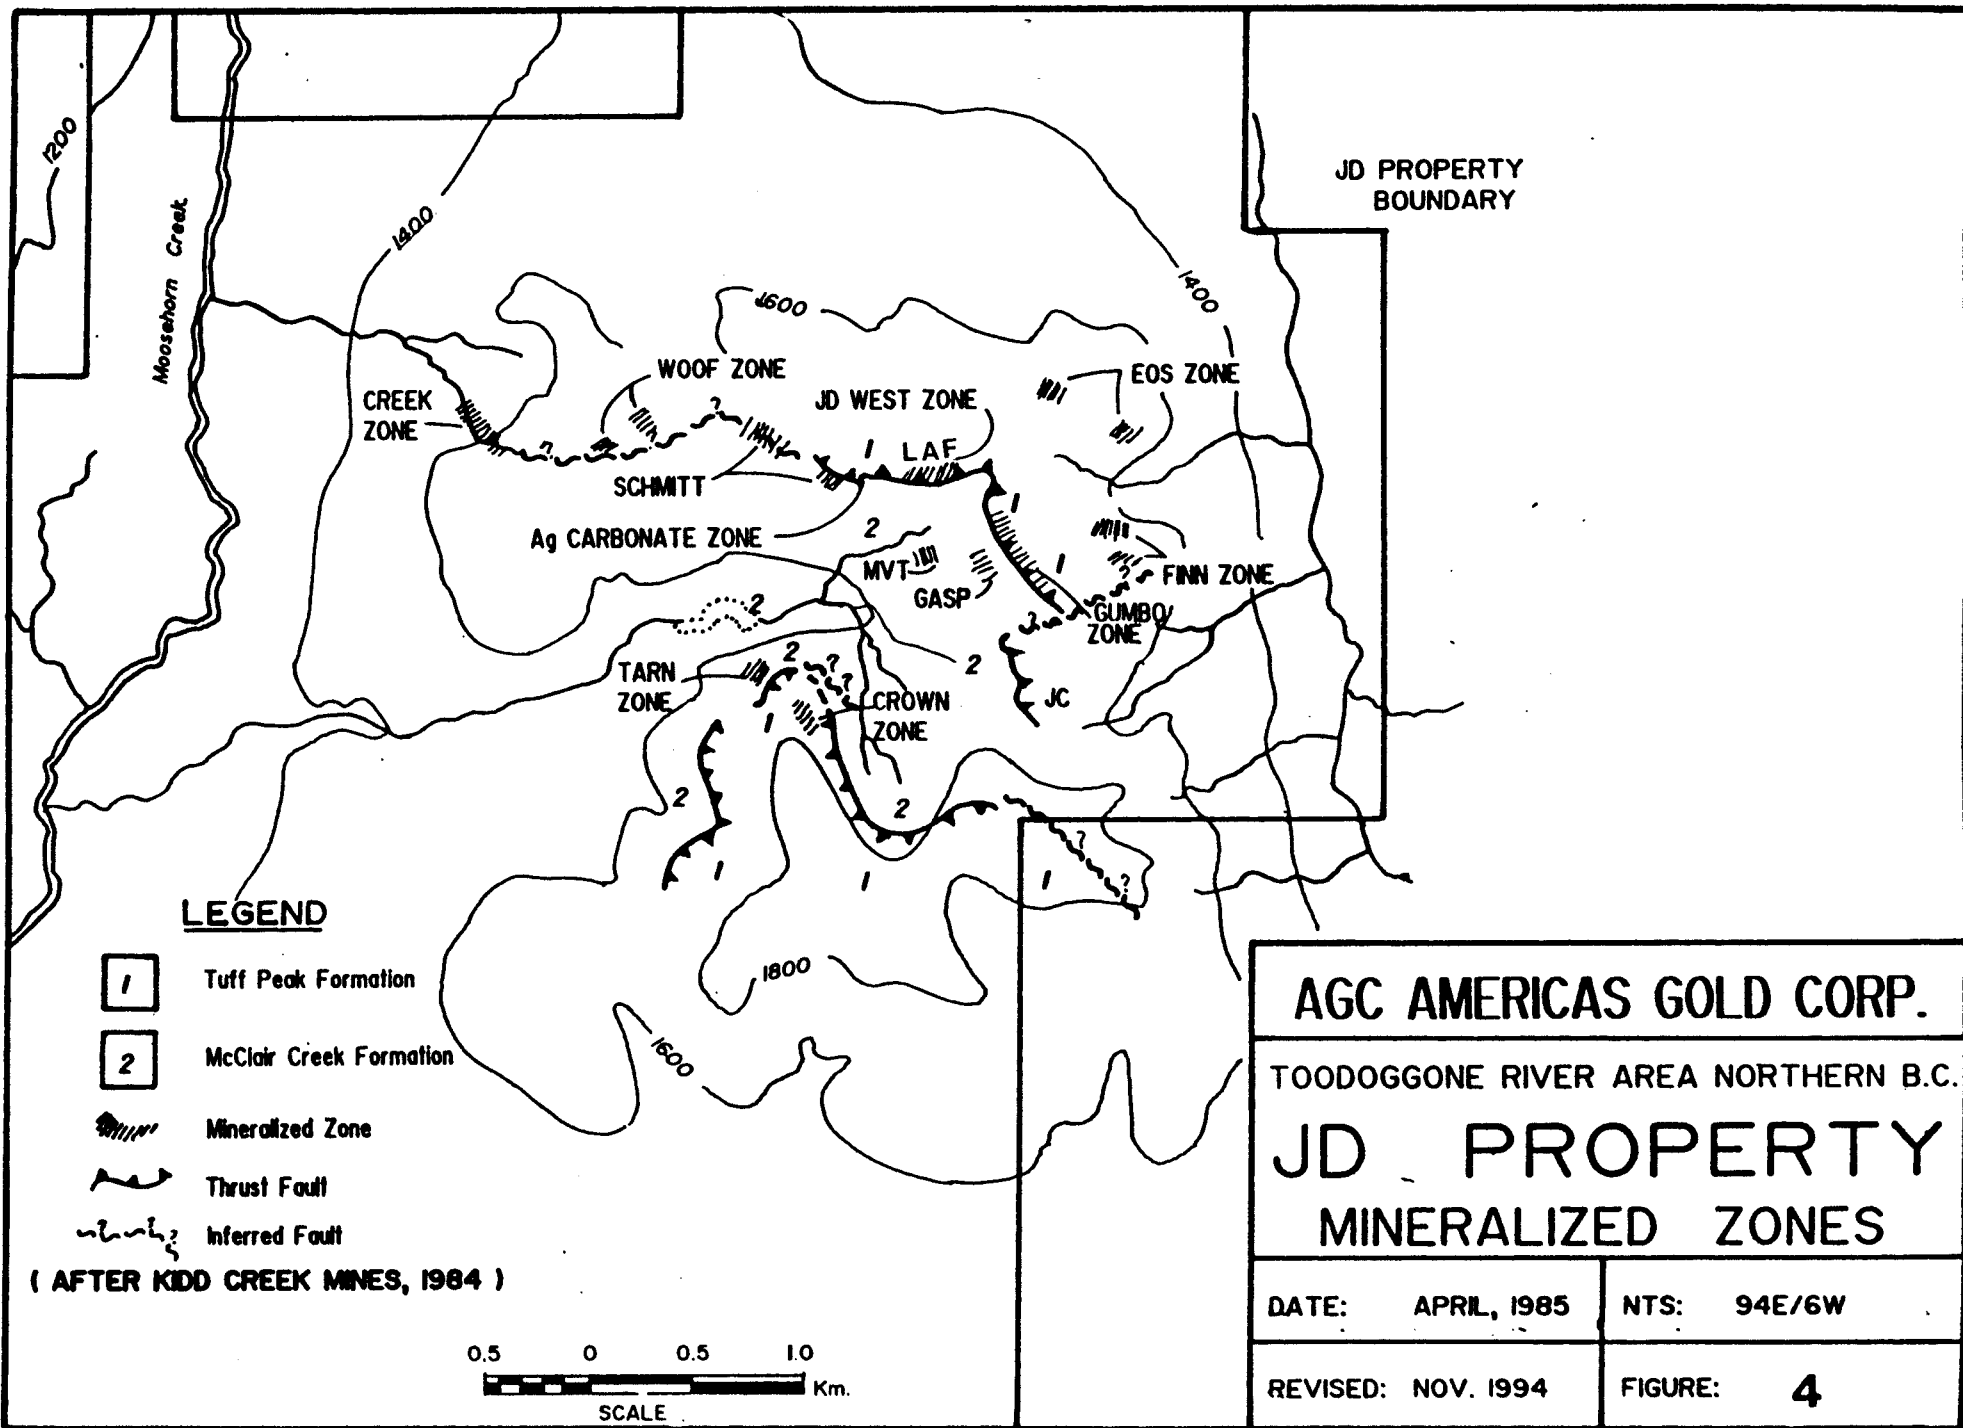 1200
Moosehorn Creek
1400
JD PROPERTY
BOUNDARY
1400
1600
WOOF ZONE
EOS ZONE
CREEK
ZONE
JD WEST ZONE
?
?
1
LAF
SCHMITT
1
Ag CARBONATE ZONE
2
MVT
1
GASP
?
FINN ZONE
2
?
GUMBO
ZONE
TARN
ZONE
2
?
?
2
JC
1
CROWN
ZONE
2
2
?
1
1
1
?
1800
1600
LEGEND
1 Tuff Peak Formation
2 McClair Creek Formation
Mineralized Zone
Thrust Fault
? ? ? Inferred Fault
( AFTER KIDD CREEK MINES, 1984 )
0.5 0 0.5 1.0
Km.
SCALE
AGC AMERICAS GOLD CORP.
TOODOGGONE RIVER AREA NORTHERN B.C.
JD PROPERTY
MINERALIZED ZONES
DATE: APRIL, 1985 NTS: 94E/6W
REVISED: NOV. 1994 FIGURE: 4